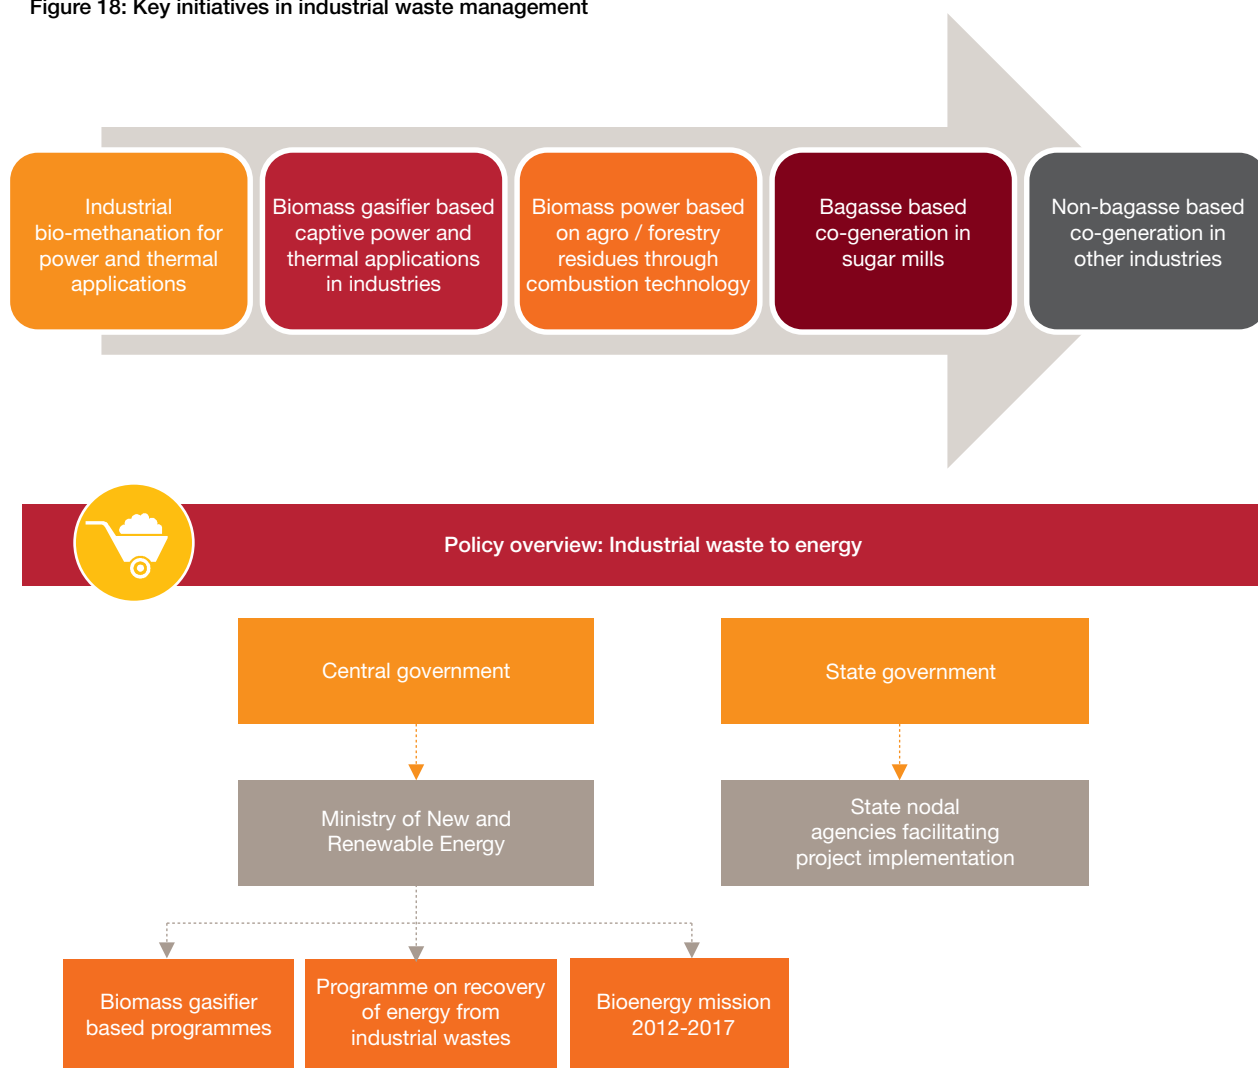 Figure 18: Key initiatives in industrial waste management
Industrial
bio-methanation for
power and thermal
applications
Biomass gasifier based
captive power and
thermal applications
in industries
Biomass power based
on agro / forestry
residues through
combustion technology
Bagasse based
co-generation in
sugar mills
Non-bagasse based
co-generation in
other industries
Policy overview: Industrial waste to energy
Central government
State government
Ministry of New and
Renewable Energy
State nodal
agencies facilitating
project implementation
Biomass gasifier
based programmes
Programme on recovery
of energy from
industrial wastes
Bioenergy mission
2012-2017